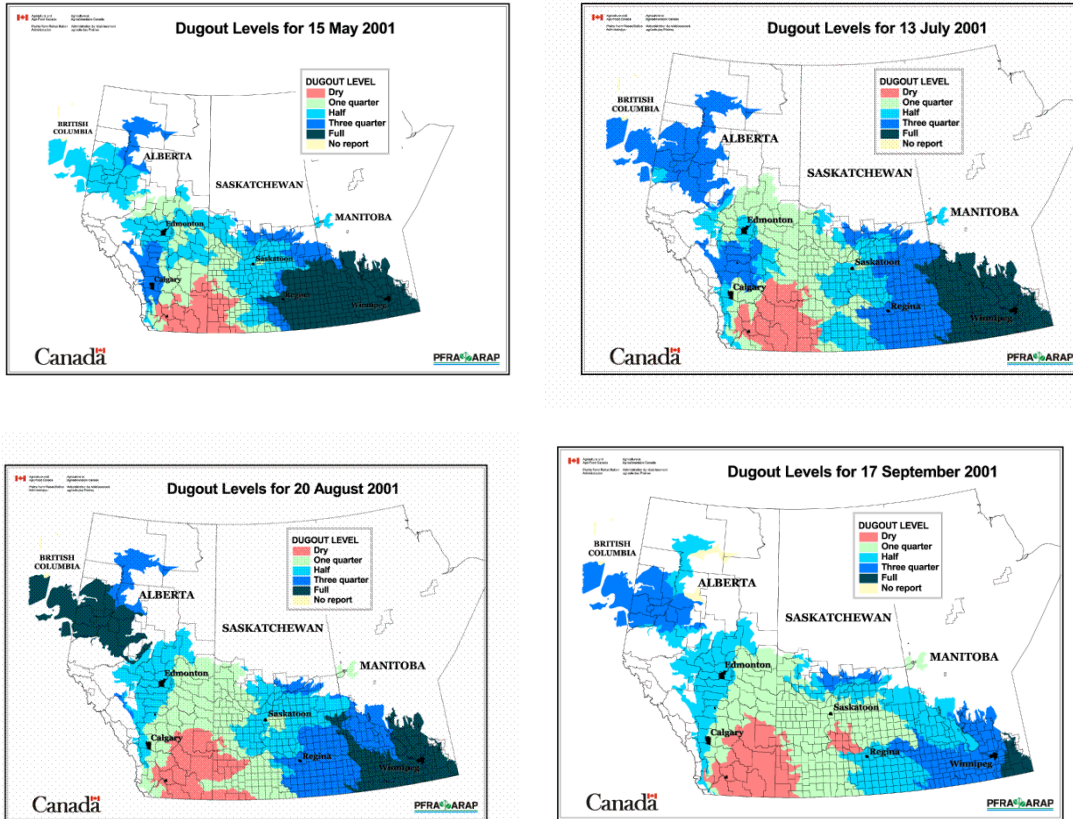 Dugout Levels for 15 May 2001
DUGOUT LEVEL
Dry
One quarter
Half
Three quarter
Full
No report
BRITISH
COLUMBIA
ALBERTA
SASKATCHEWAN
MANITOBA
Edmonton
Saskatoon
Calgary
Regina
Winnipeg
Canada
PFRA ARAP
Dugout Levels for 13 July 2001
DUGOUT LEVEL
Dry
One quarter
Half
Three quarter
Full
No report
BRITISH
COLUMBIA
ALBERTA
SASKATCHEWAN
MANITOBA
Edmonton
Saskatoon
Calgary
Regina
Winnipeg
Canada
PFRA ARAP
Dugout Levels for 20 August 2001
DUGOUT LEVEL
Dry
One quarter
Half
Three quarter
Full
No report
BRITISH
COLUMBIA
ALBERTA
SASKATCHEWAN
MANITOBA
Edmonton
Saskatoon
Calgary
Regina
Winnipeg
Canada
PFRA ARAP
Dugout Levels for 17 September 2001
DUGOUT LEVEL
Dry
One quarter
Half
Three quarter
Full
No report
BRITISH
COLUMBIA
ALBERTA
SASKATCHEWAN
MANITOBA
Edmonton
Saskatoon
Calgary
Regina
Winnipeg
Canada
PFRA ARAP